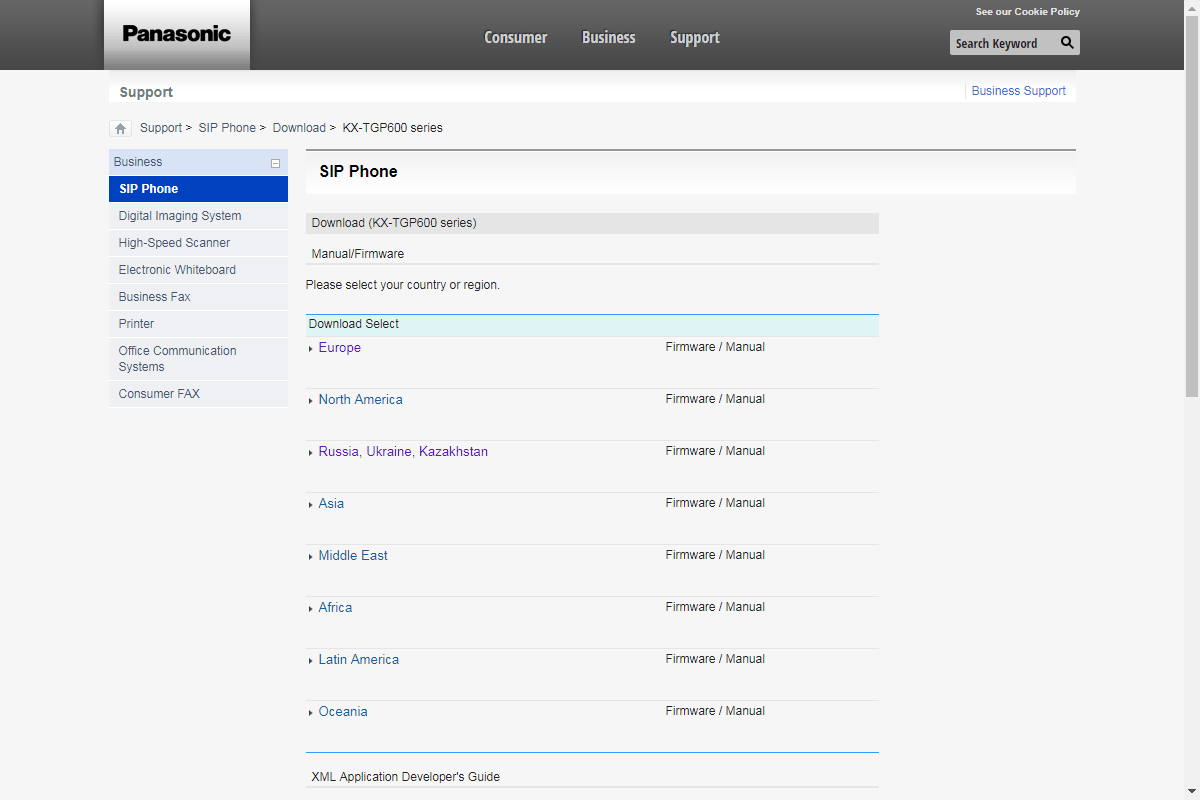 See our Cookie Policy
Panasonic
Consumer Business Support
Search Keyword
Support
Business Support
Support > SIP Phone > Download > KX-TGP600 series
Business
SIP Phone
Digital Imaging System
High-Speed Scanner
Electronic Whiteboard
Business Fax
Printer
Office Communication
Systems
Consumer FAX
SIP Phone
Download (KX-TGP600 series)
Manual/Firmware
Please select your country or region.
Download Select
Europe Firmware / Manual
North America Firmware / Manual
Russia, Ukraine, Kazakhstan Firmware / Manual
Asia Firmware / Manual
Middle East Firmware / Manual
Africa Firmware / Manual
Latin America Firmware / Manual
Oceania Firmware / Manual
XML Application Developer's Guide